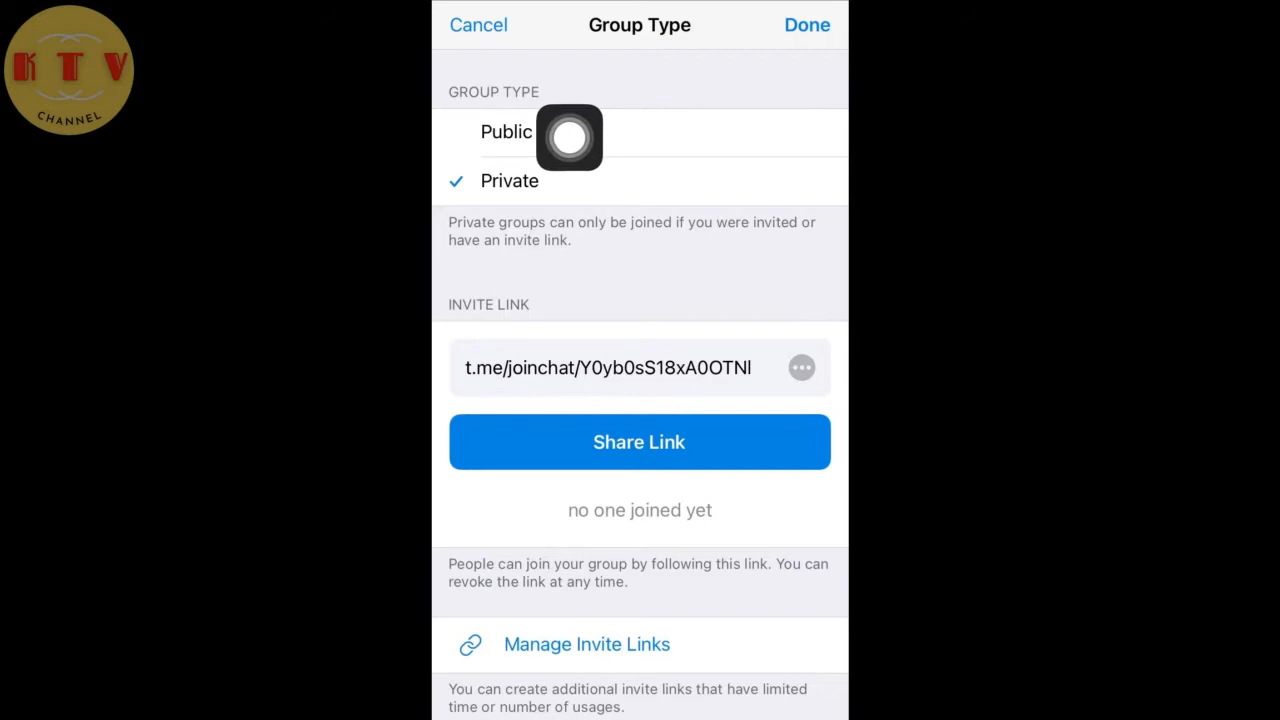 K T V
CHANNEL
Cancel
Group Type
Done
GROUP TYPE
Public
Private
Private groups can only be joined if you were invited or
have an invite link.
INVITE LINK
t.me/joinchat/Y0yb0sS18xA0OTNl
Share Link
no one joined yet
People can join your group by following this link. You can
revoke the link at any time.
Manage Invite Links
You can create additional invite links that have limited
time or number of usages.